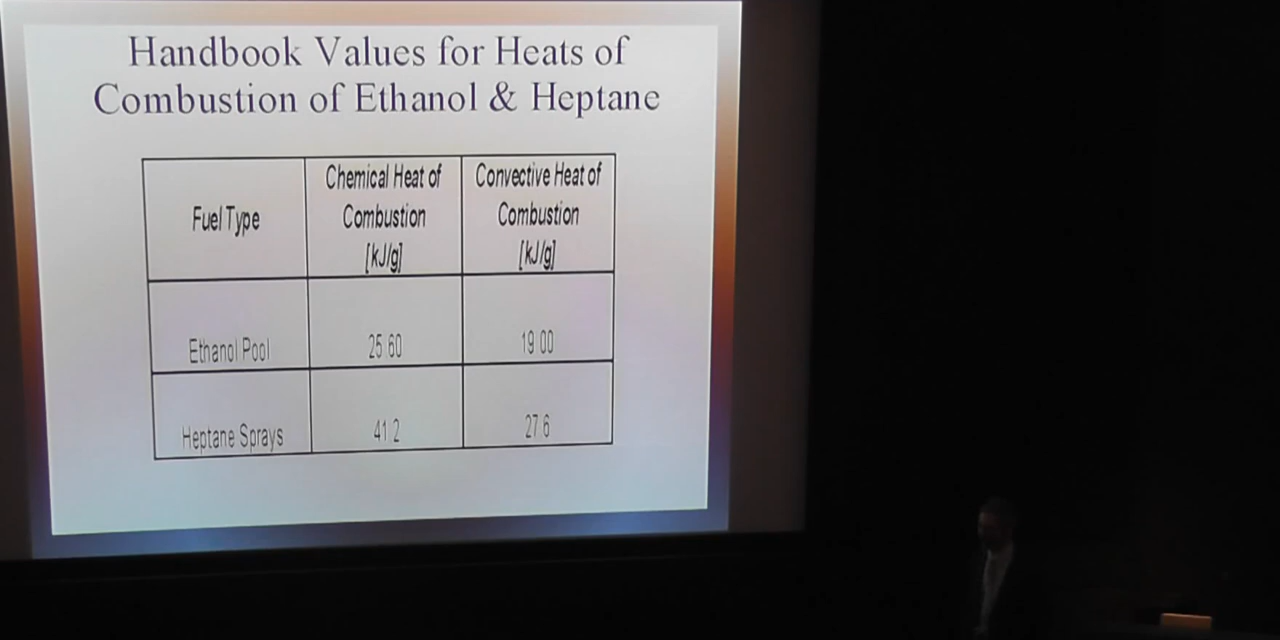 Handbook Values for Heats of
Combustion of Ethanol & Heptane
Fuel Type
Chemical Heat of
Combustion
[kJ/g]
Convective Heat of
Combustion
[kJ/g]
Ethanol Pool
25 60
19 00
Heptane Sprays
41 2
27 6